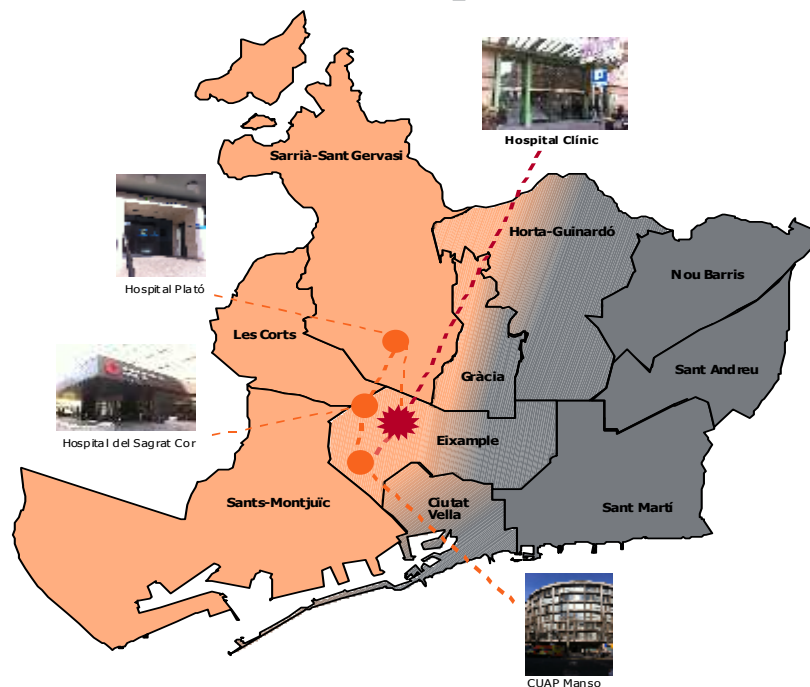 Hospital Clínic
Sarrià-Sant Gervasi
Horta-Guinardó
Nou Barris
Hospital Plató
Les Corts
Sant Andreu
Gràcia
Hospital del Sagrat Cor
Eixample
Sants-Montjuïc
Ciutat
Vella
Sant Martí
CUAP Manso